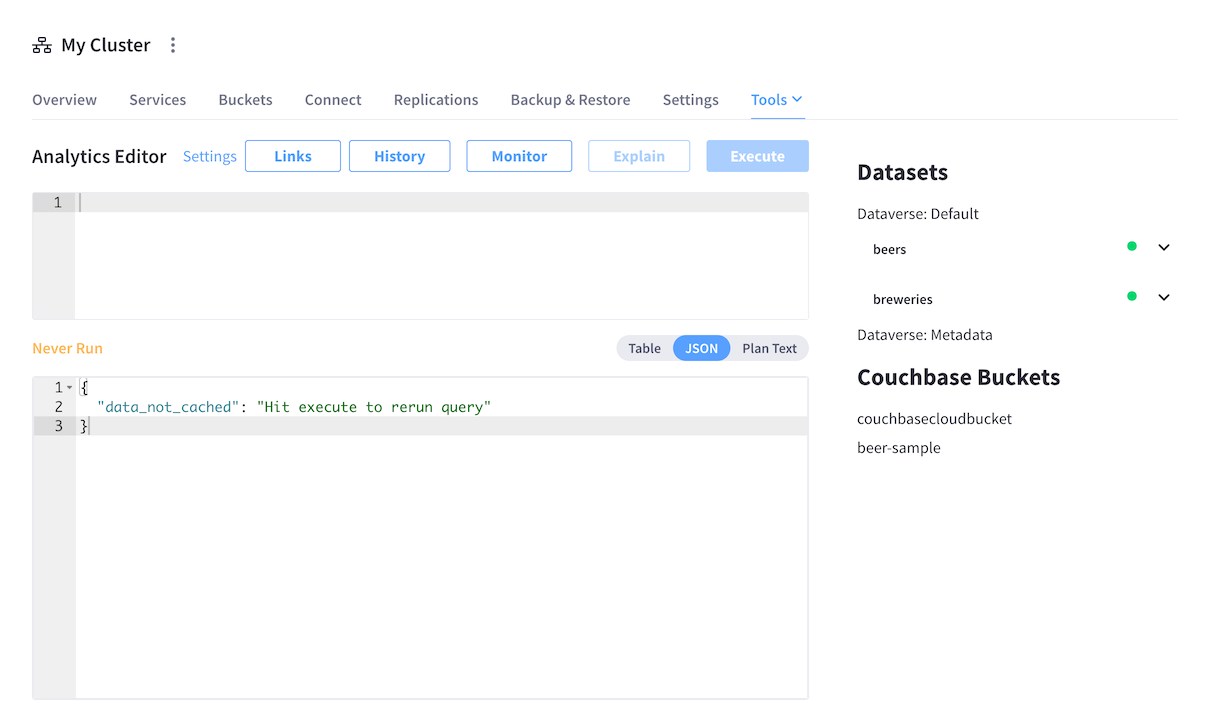 My Cluster
Overview Services Buckets Connect Replications Backup & Restore Settings Tools
Analytics Editor Settings Links History Monitor Explain Execute
1
Never Run
Table JSON Plan Text
1 {
2 "data_not_cached": "Hit execute to rerun query"
3 }
Datasets
Dataverse: Default
beers
breweries
Dataverse: Metadata
Couchbase Buckets
couchbasecloudbucket
beer-sample